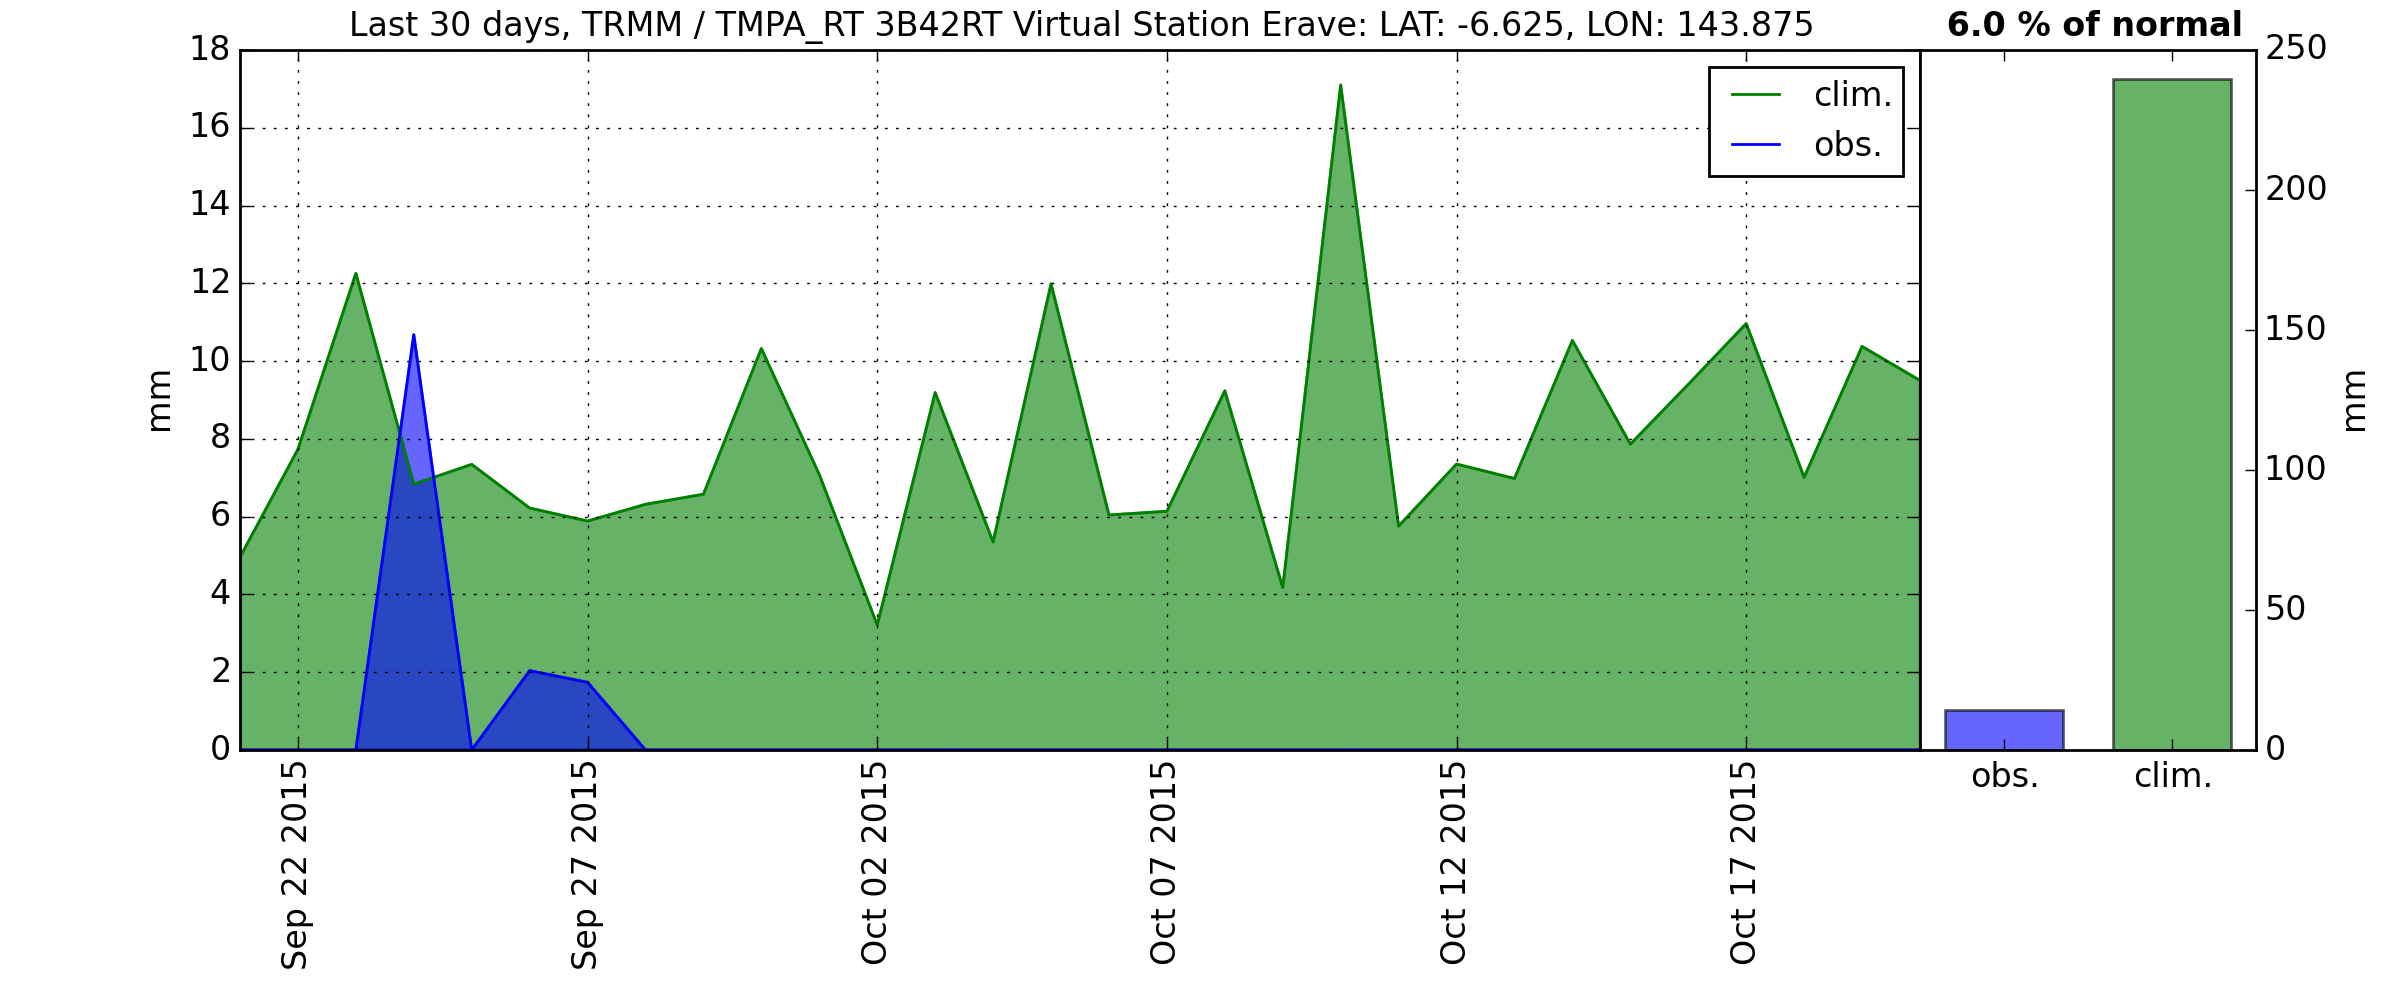 Last 30 days, TRMM / TMPA_RT 3B42RT Virtual Station Erave: LAT: -6.625, LON: 143.875
6.0 % of normal
mm
18
16
14
12
10
8
6
4
2
0
clim.
obs.
Sep 22 2015
Sep 27 2015
Oct 02 2015
Oct 07 2015
Oct 12 2015
Oct 17 2015
250
200
150
100
50
0
mm
obs.
clim.